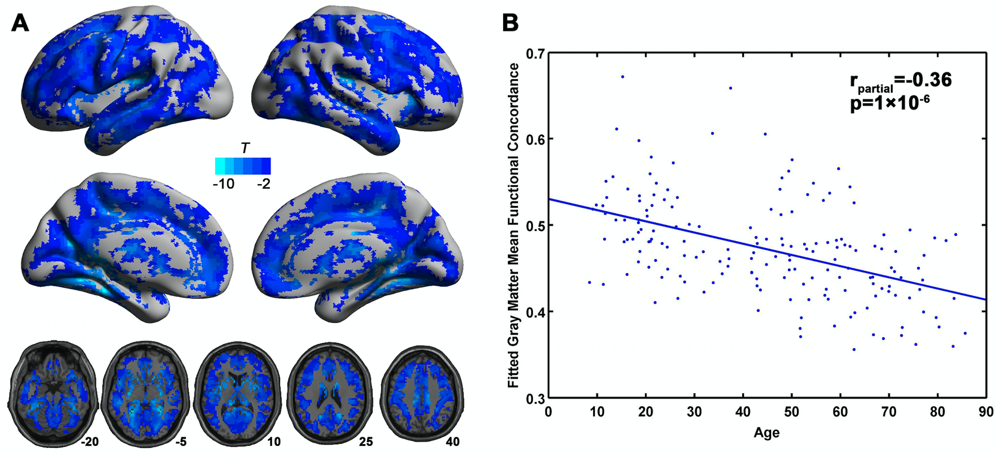 A
T
-10 -2
-20 -5 10 25 40
B
Fitted Gray Matter Mean Functional Concordance
0.7
0.6
0.5
0.4
0.3
r_partial=-0.36
p=1×10^-6
0 10 20 30 40 50 60 70 80 90
Age